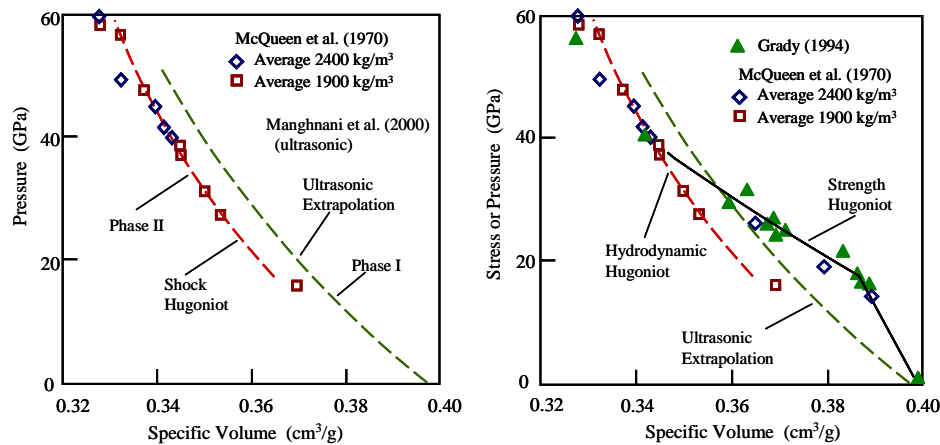 60
40
20
0
Pressure (GPa)
McQueen et al. (1970)
Average 2400 kg/m³
Average 1900 kg/m³
Manghnani et al. (2000)
(ultrasonic)
Ultrasonic
Extrapolation
Phase II
Phase I
Shock
Hugoniot
0.32
0.34
0.36
0.38
0.40
Specific Volume (cm³/g)
60
40
20
0
Stress or Pressure (GPa)
Grady (1994)
McQueen et al. (1970)
Average 2400 kg/m³
Average 1900 kg/m³
Strength
Hugoniot
Hydrodynamic
Hugoniot
Ultrasonic
Extrapolation
0.32
0.34
0.36
0.38
0.40
Specific Volume (cm³/g)